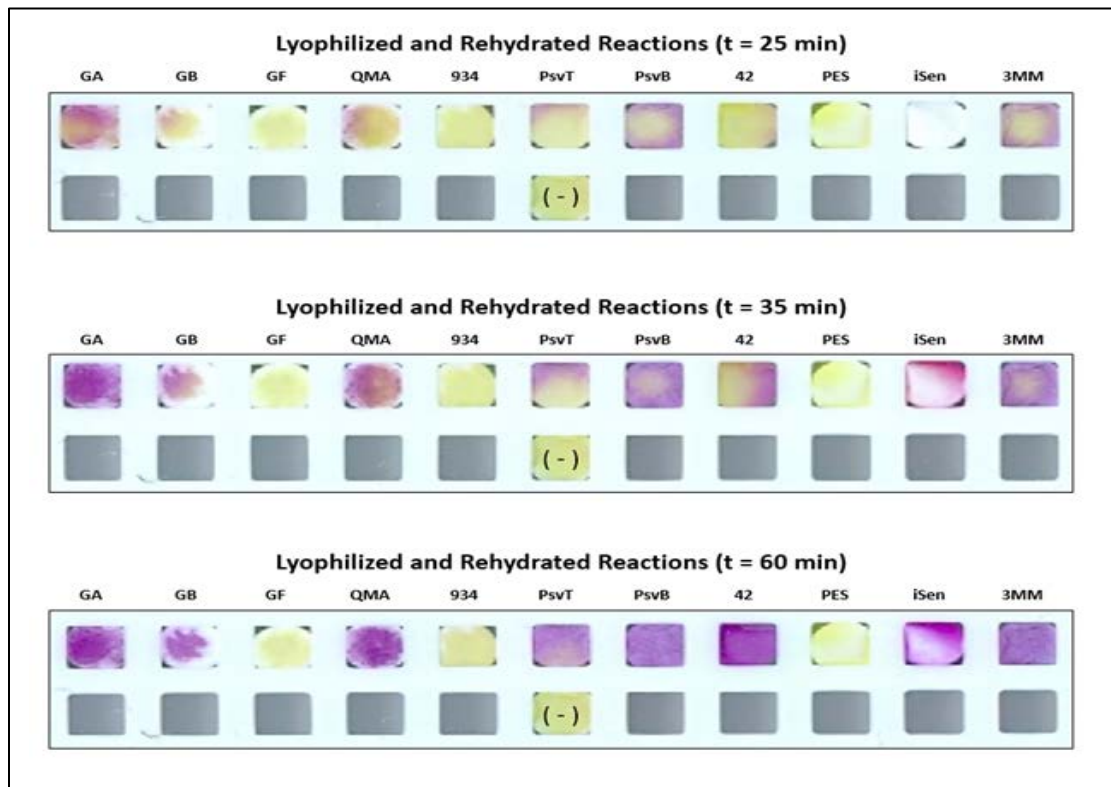 Lyophilized and Rehydrated Reactions (t = 25 min)
GA GB GF QMA 934 PsvT PsvB 42 PES iSen 3MM
( - )
Lyophilized and Rehydrated Reactions (t = 35 min)
GA GB GF QMA 934 PsvT PsvB 42 PES iSen 3MM
( - )
Lyophilized and Rehydrated Reactions (t = 60 min)
GA GB GF QMA 934 PsvT PsvB 42 PES iSen 3MM
( - )